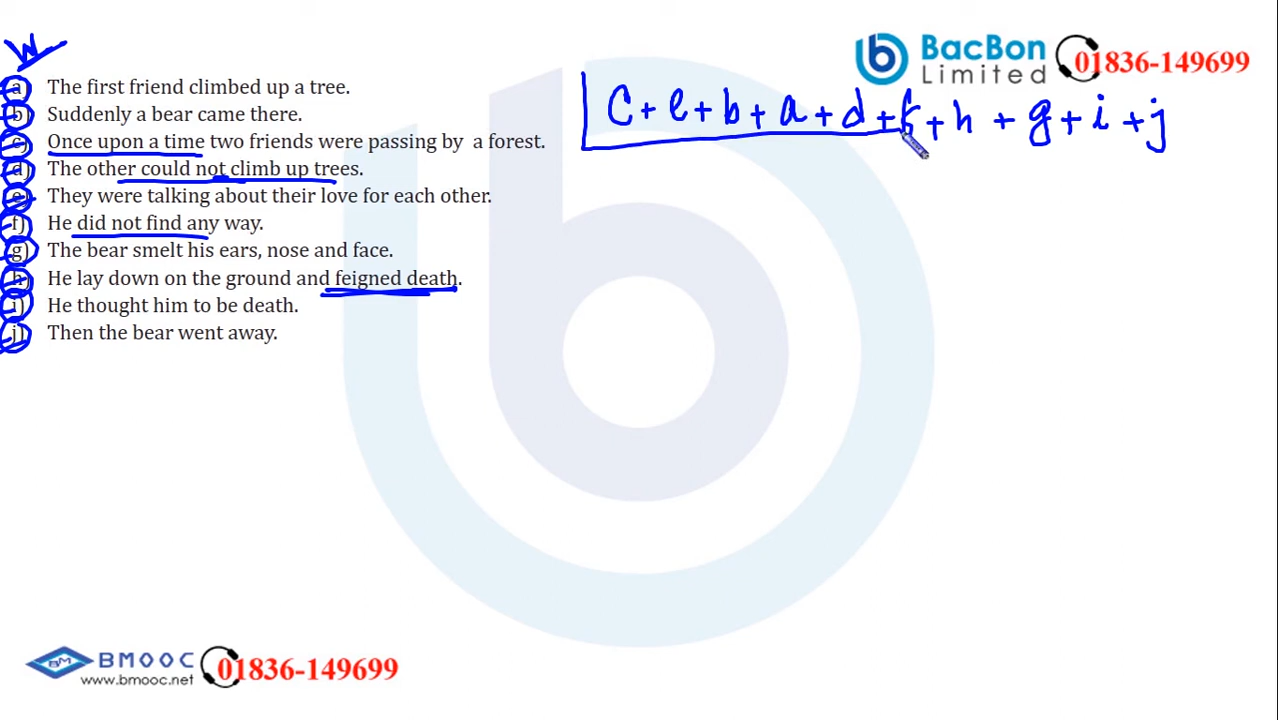 BacBon
Limited
01836-149699
a) The first friend climbed up a tree.
b) Suddenly a bear came there.
c) Once upon a time two friends were passing by a forest.
d) The other could not climb up trees.
e) They were talking about their love for each other.
f) He did not find any way.
g) The bear smelt his ears, nose and face.
h) He lay down on the ground and feigned death.
i) He thought him to be death.
j) Then the bear went away.
C + e + b + a + d + f + h + g + i + j
BMOOC
www.bmooc.net
01836-149699